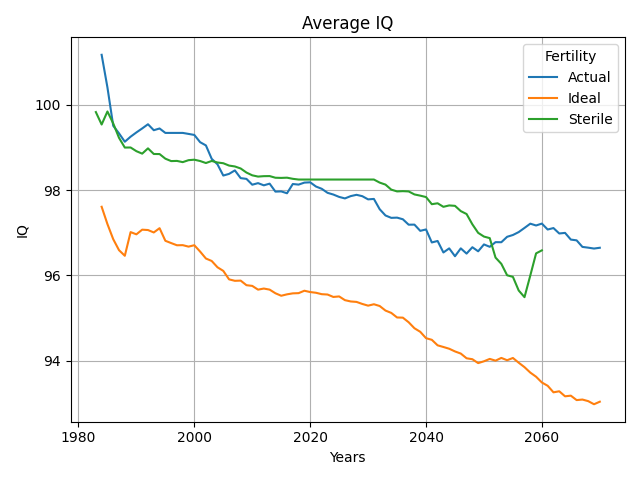 Average IQ
Fertility
Actual
Ideal
Sterile
100
98
96
94
IQ
1980
2000
2020
2040
2060
Years